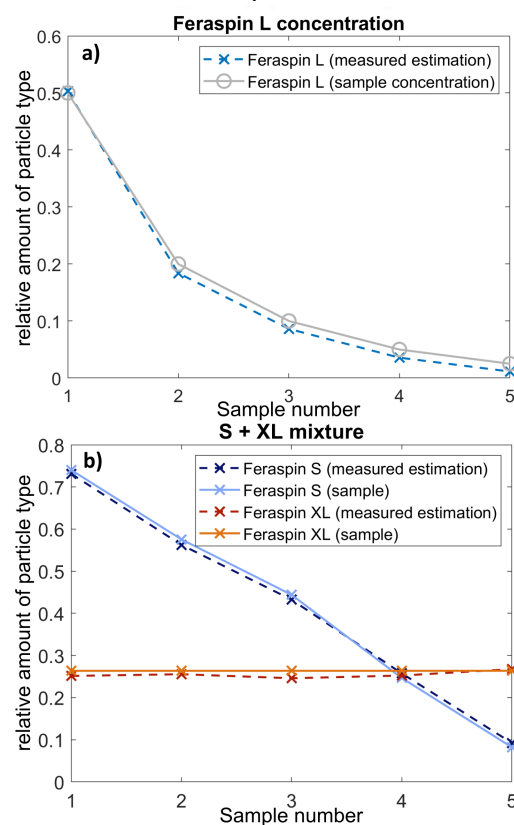 Feraspin L concentration
a)
Feraspin L (measured estimation)
Feraspin L (sample concentration)
relative amount of particle type
0.6
0.5
0.4
0.3
0.2
0.1
0
1 2 3 4 5
Sample number
S + XL mixture
b)
Feraspin S (measured estimation)
Feraspin S (sample)
Feraspin XL (measured estimation)
Feraspin XL (sample)
relative amount of particle type
0.8
0.7
0.6
0.5
0.4
0.3
0.2
0.1
0
1 2 3 4 5
Sample number